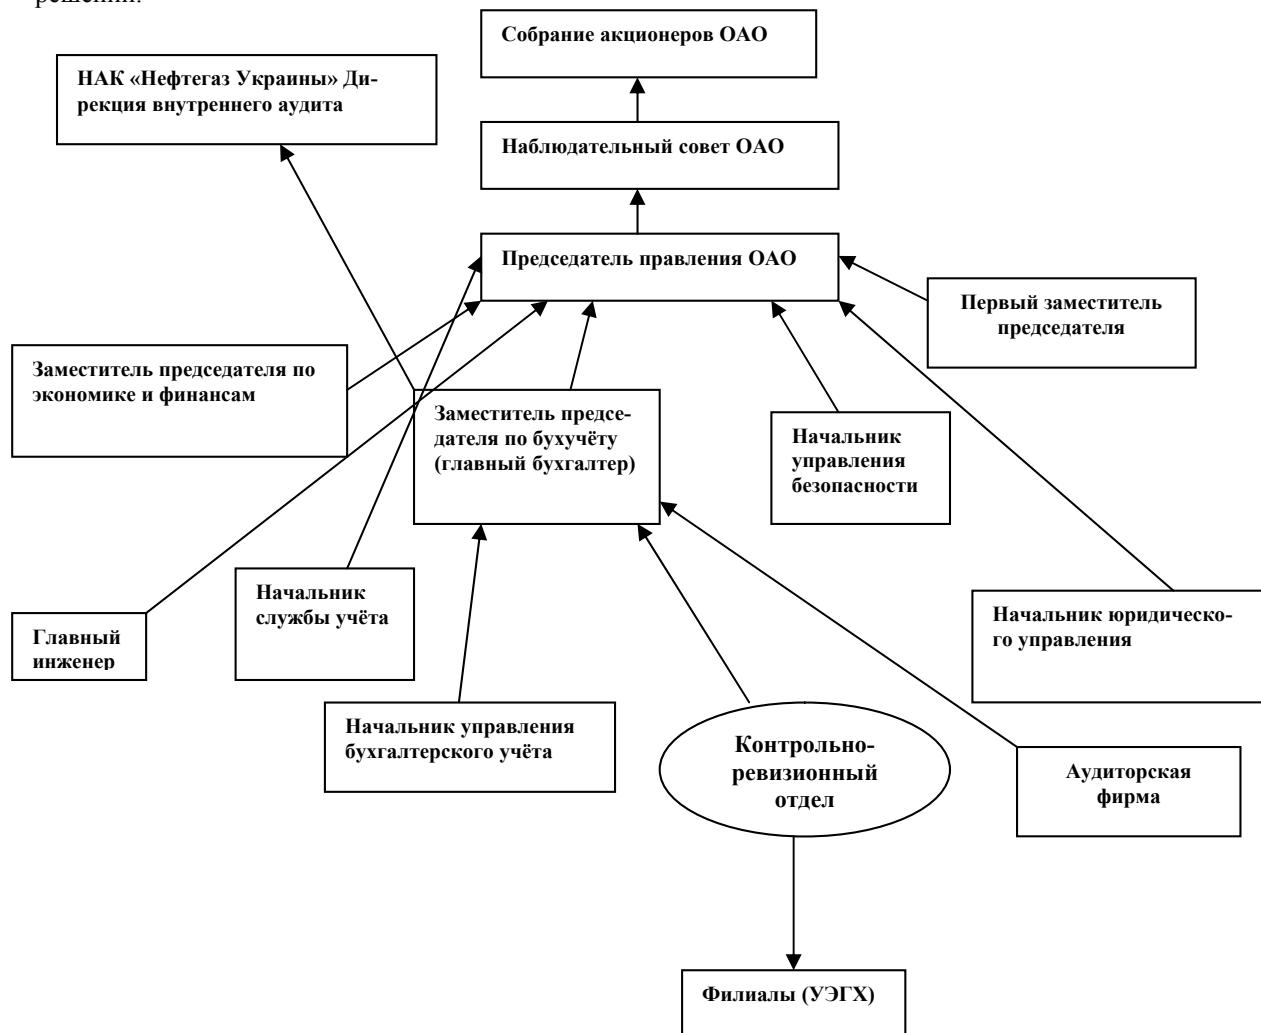 решений.
Собрание акционеров ОАО
НАК «Нефтегаз Украины» Ди-
рекция внутреннего аудита
Наблюдательный совет ОАО
Председатель правления ОАО
Первый заместитель
председателя
Заместитель председателя по
экономике и финансам
Заместитель предсе-
дателя по бухучёту
(главный бухгалтер)
Начальник
управления
безопасности
Начальник
службы учёта
Главный
инженер
Начальник юридическо-
го управления
Начальник управления
бухгалтерского учёта
Контрольно-
ревизионный
отдел
Аудиторская
фирма
Филиалы (УЭГХ)